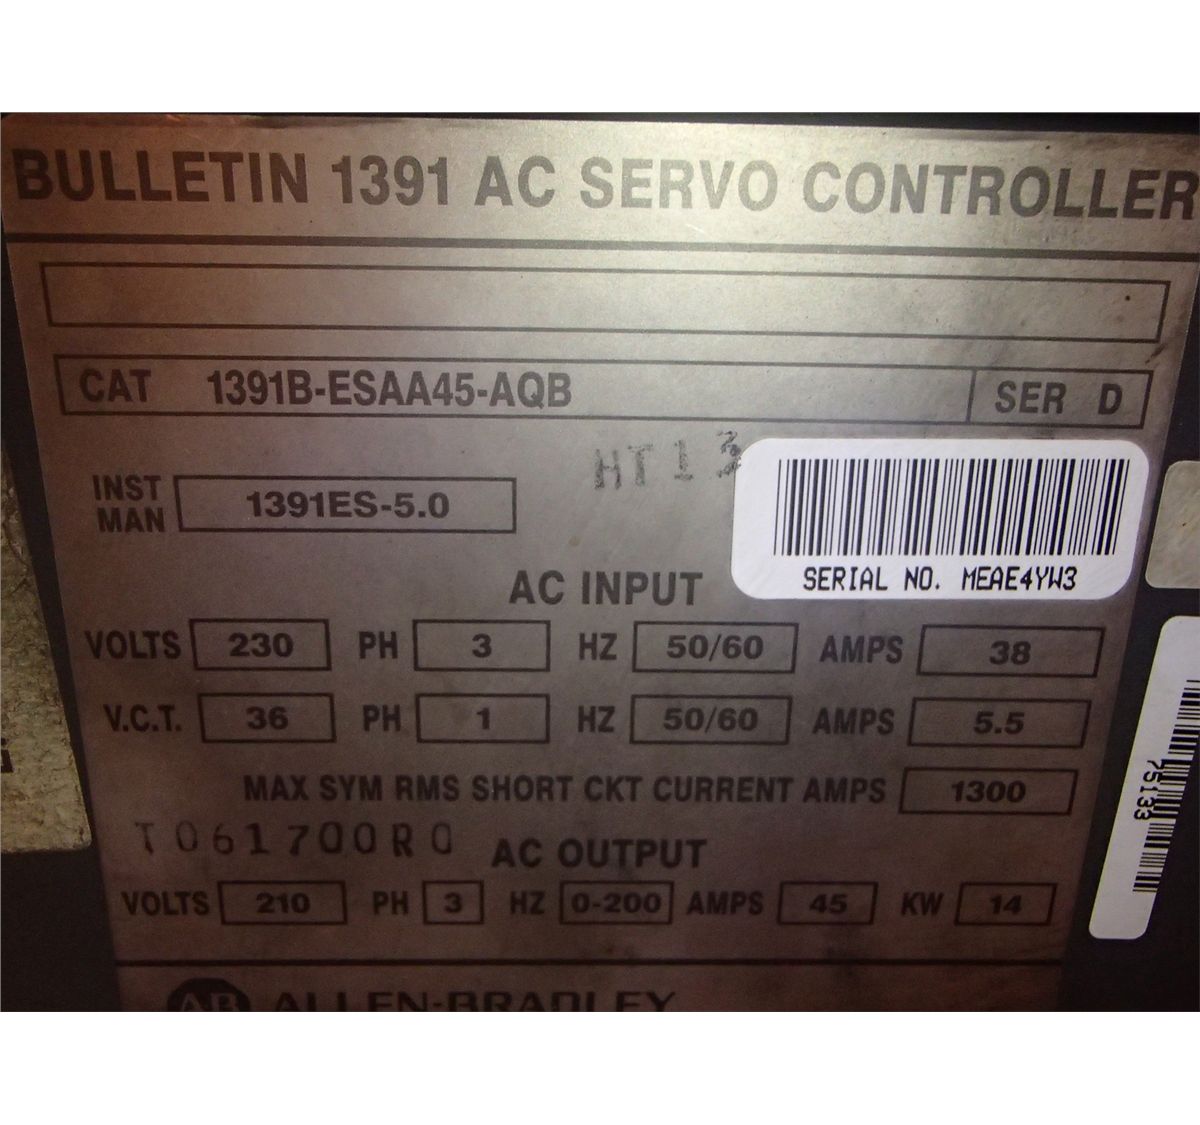 BULLETIN 1391 AC SERVO CONTROLLER
CAT 1391B-ESAA45-AQB SER D
HT13
INST MAN 1391ES-5.0
SERIAL NO. MEAE4YW3
AC INPUT
VOLTS 230 PH 3 HZ 50/60 AMPS 38
V.C.T. 36 PH 1 HZ 50/60 AMPS 5.5
MAX SYM RMS SHORT CKT CURRENT AMPS 1300
75133
T061700R0
AC OUTPUT
VOLTS 210 PH 3 HZ 0-200 AMPS 45 KW 14
AB ALLEN-BRADLEY